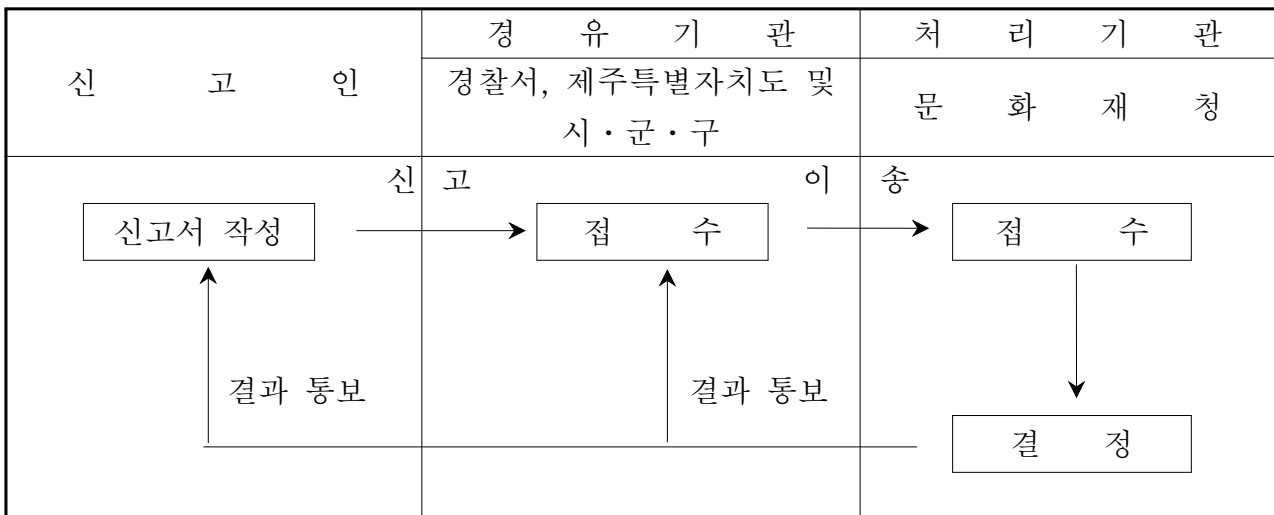 신 고 인
경 유 기 관
처 리 기 관
경찰서, 제주특별자치도 및
시·군·구
문 화 재 청
신 고
이 송
신고서 작성
접 수
접 수
결과 통보
결과 통보
결 정